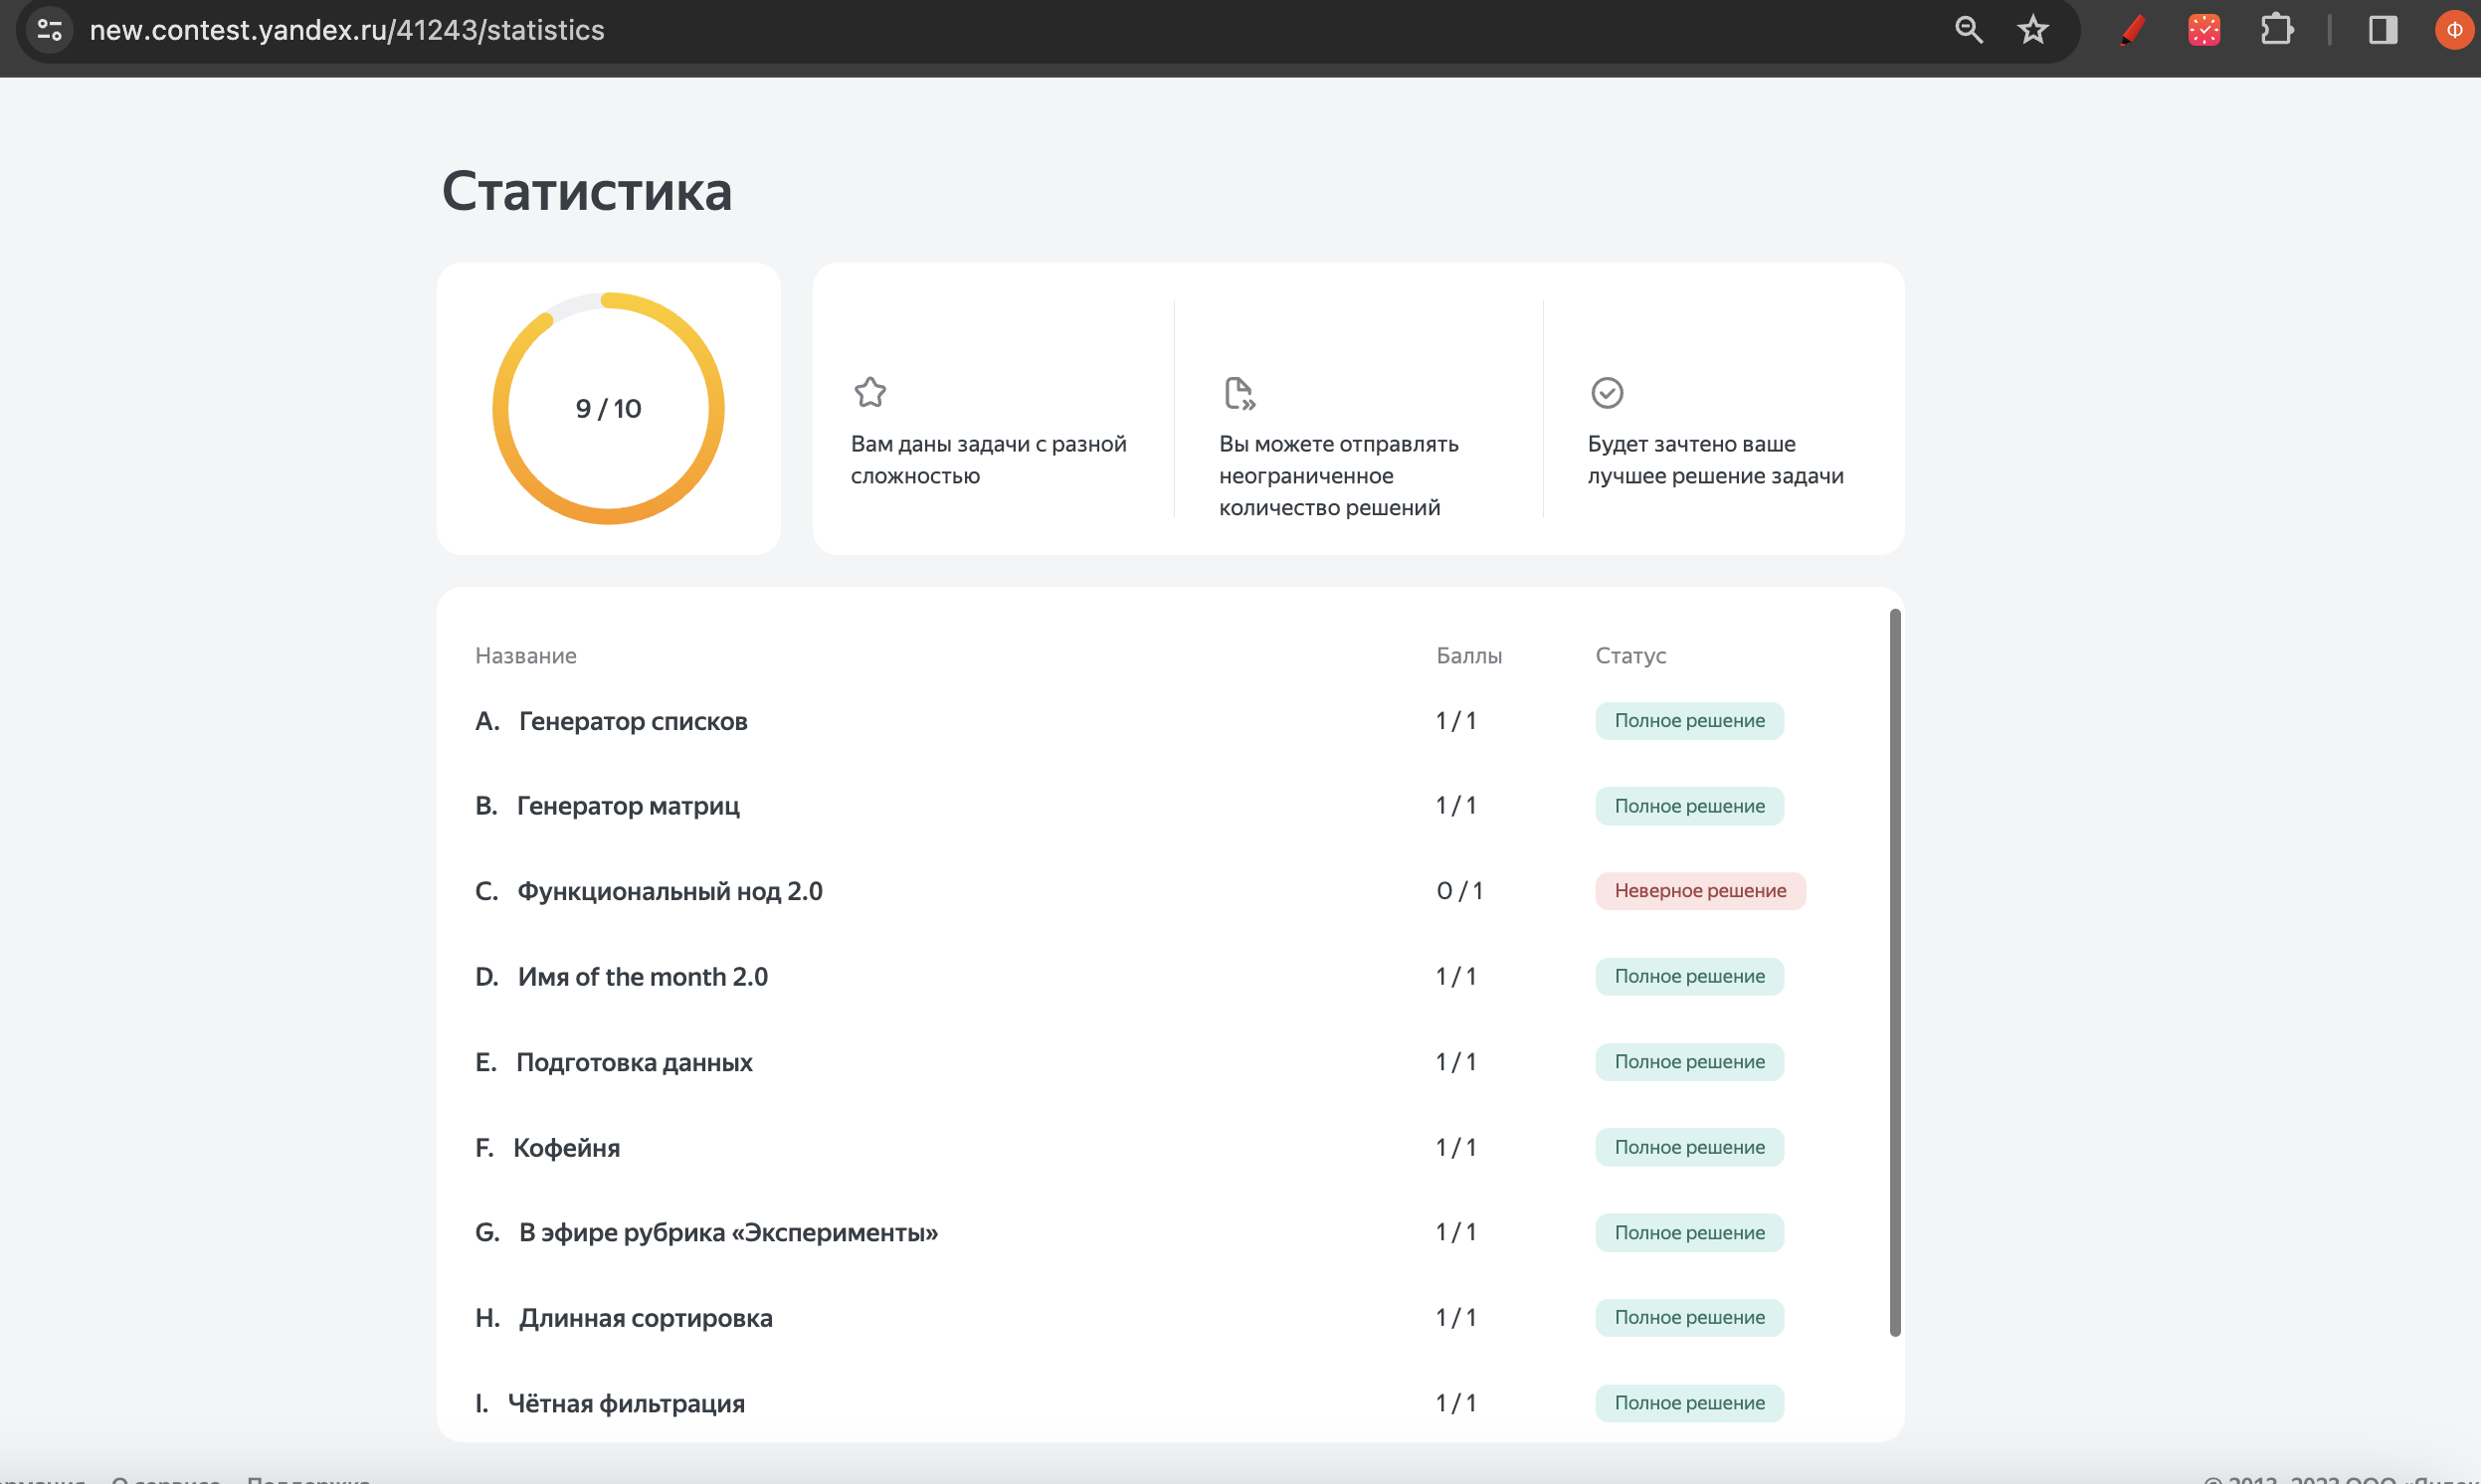 new.contest.yandex.ru/41243/statistics
Ф
Статистика
9 / 10
Вам даны задачи с разной
сложностью
Вы можете отправлять
неограниченное
количество решений
Будет зачтено ваше
лучшее решение задачи
Название Баллы Статус
A. Генератор списков 1 / 1 Полное решение
B. Генератор матриц 1 / 1 Полное решение
C. Функциональный нод 2.0 0 / 1 Неверное решение
D. Имя of the month 2.0 1 / 1 Полное решение
E. Подготовка данных 1 / 1 Полное решение
F. Кофейня 1 / 1 Полное решение
G. В эфире рубрика «Эксперименты» 1 / 1 Полное решение
H. Длинная сортировка 1 / 1 Полное решение
I. Чётная фильтрация 1 / 1 Полное решение
О сервисе Поддержка